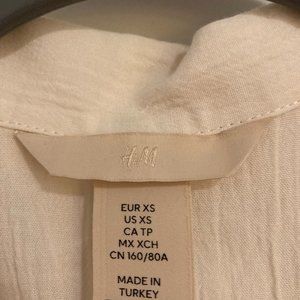 H&M
EUR XS
US XS
CA TP
MX XCH
CN 160/80A
MADE IN
TURKEY